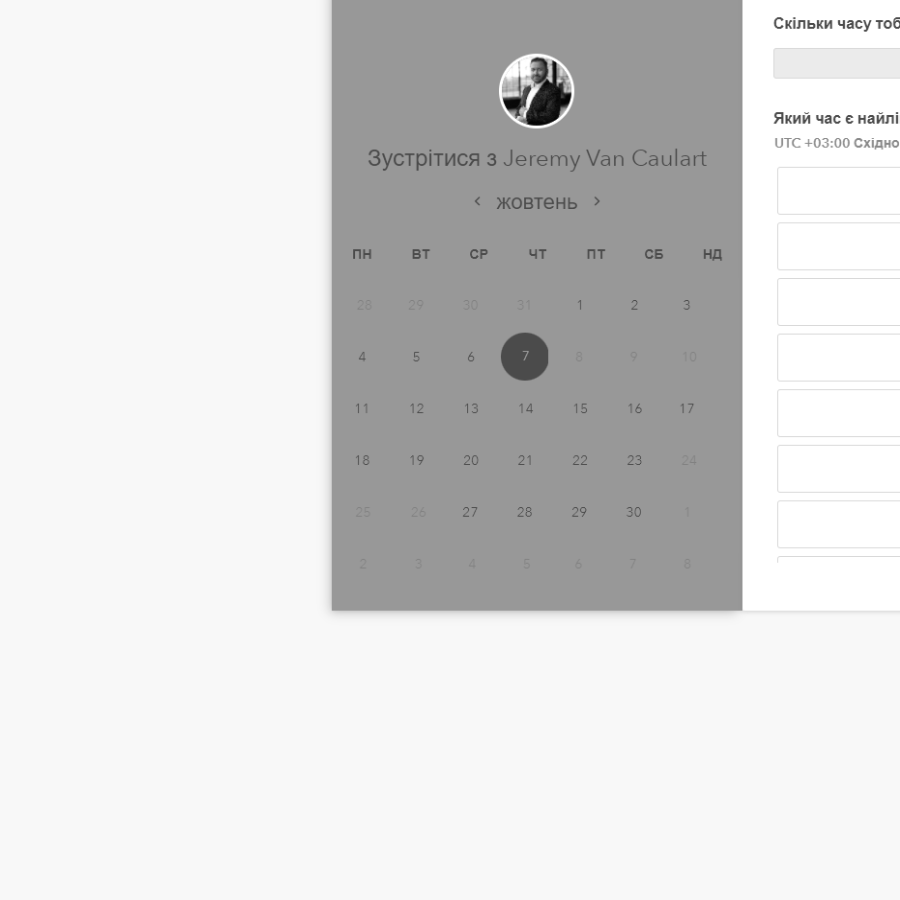 Зустрітися з Jeremy Van Caulart
жовтень
ПН ВТ СР ЧТ ПТ СБ НД
28 29 30 31 1 2 3
4 5 6 7 8 9 10
11 12 13 14 15 16 17
18 19 20 21 22 23 24
25 26 27 28 29 30 1
2 3 4 5 6 7 8
Скільки часу тоб
Який час є найлі
UTC +03:00 Східно